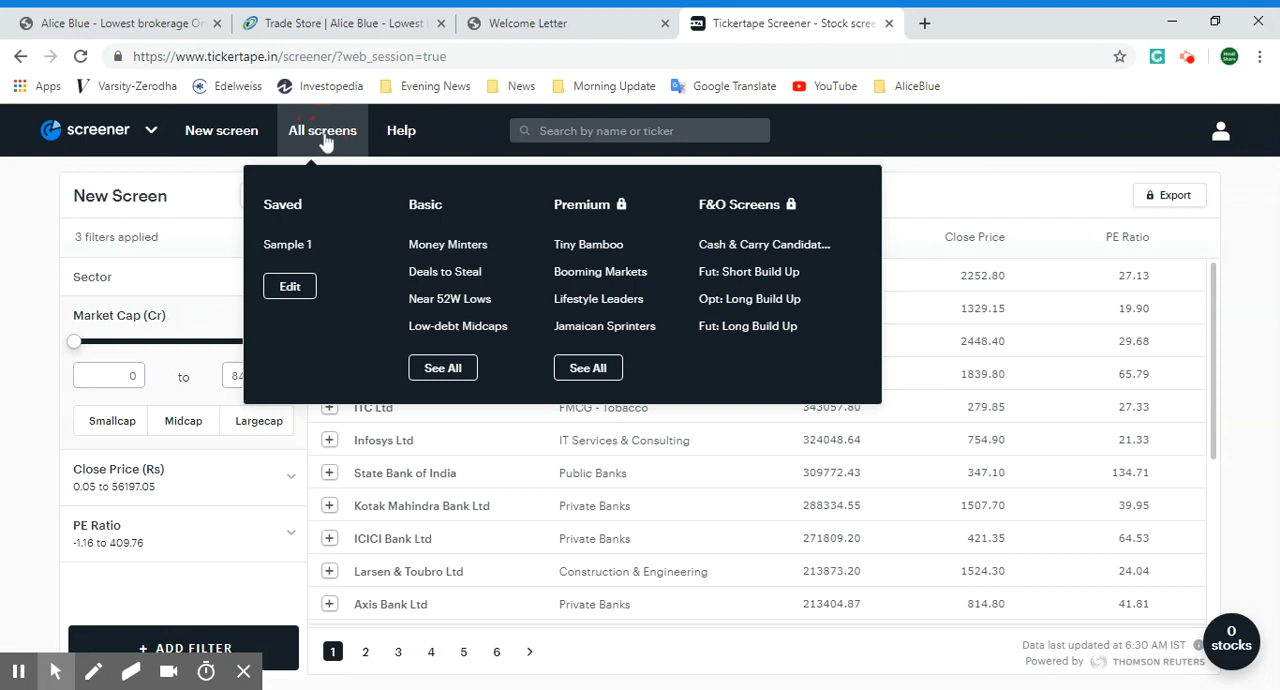 Alice Blue - Lowest brokerage On
Trade Store | Alice Blue - Lowest
Welcome Letter
Tickertape Screener - Stock scree
https://www.tickertape.in/screener/?web_session=true
Apps
Varsity-Zerodha
Edelweiss
Investopedia
Evening News
News
Morning Update
Google Translate
YouTube
AliceBlue
screener
New screen
All screens
Help
Search by name or ticker
New Screen
3 filters applied
Sector
Market Cap (Cr)
0 to 84
Smallcap Midcap Largecap
Close Price (Rs)
0.05 to 56197.05
PE Ratio
-1.16 to 409.76
+ ADD FILTER
Saved
Sample 1
Edit
Basic
Money Minters
Deals to Steal
Near 52W Lows
Low-debt Midcaps
See All
Premium
Tiny Bamboo
Booming Markets
Lifestyle Leaders
Jamaican Sprinters
See All
F&O Screens
Cash & Carry Candidat...
Fut: Short Build Up
Opt: Long Build Up
Fut: Long Build Up
Export
Close Price PE Ratio
2252.80 27.13
1329.15 19.90
2448.40 29.68
1839.80 65.79
ITC Ltd FMCG - Tobacco 343057.80 279.85 27.33
Infosys Ltd IT Services & Consulting 324048.64 754.90 21.33
State Bank of India Public Banks 309772.43 347.10 134.71
Kotak Mahindra Bank Ltd Private Banks 288334.55 1507.70 39.95
ICICI Bank Ltd Private Banks 271809.20 421.35 64.53
Larsen & Toubro Ltd Construction & Engineering 213873.20 1524.30 24.04
Axis Bank Ltd Private Banks 213404.87 814.80 41.81
1 2 3 4 5 6
Data last updated at 6:30 AM IST
Powered by THOMSON REUTERS
0
stocks